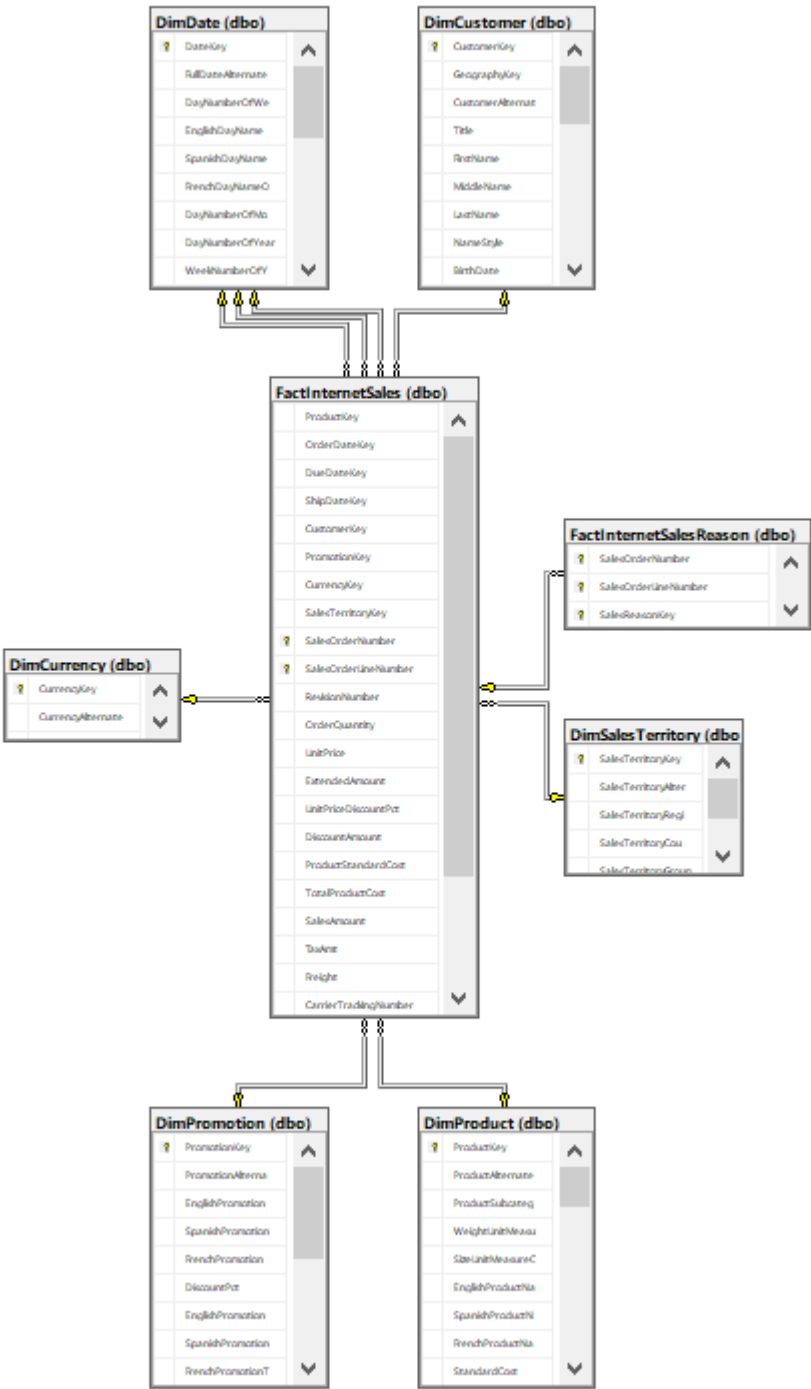 DimDate (dbo)
DateKey
FullDateAlternate
DayNumberOfWe
EnglishDayName
SpanishDayName
FrenchDayNameO
DayNumberOfMo
DayNumberOfYear
WeekNumberOfY
DimCustomer (dbo)
CustomerKey
GeographyKey
CustomerAlternat
Title
FirstName
MiddleName
LastName
NameStyle
BirthDate
FactInternetSales (dbo)
ProductKey
OrderDateKey
DueDateKey
ShipDateKey
CustomerKey
PromotionKey
CurrencyKey
SalesTerritoryKey
SalesOrderNumber
SalesOrderLineNumber
RevisionNumber
OrderQuantity
UnitPrice
ExtendedAmount
UnitPriceDiscountPct
DiscountAmount
ProductStandardCost
TotalProductCost
SalesAmount
TaxAmt
Freight
CarrierTrackingNumber
FactInternetSalesReason (dbo)
SalesOrderNumber
SalesOrderLineNumber
SalesReasonKey
DimCurrency (dbo)
CurrencyKey
CurrencyAlternate
DimSalesTerritory (dbo
SalesTerritoryKey
SalesTerritoryAlter
SalesTerritoryRegi
SalesTerritoryCou
SalesTerritoryGroup
DimPromotion (dbo)
PromotionKey
PromotionAlterna
EnglishPromotion
SpanishPromotion
FrenchPromotion
DiscountPct
EnglishPromotion
SpanishPromotion
FrenchPromotionT
DimProduct (dbo)
ProductKey
ProductAlternate
ProductSubcateg
WeightUnitMeasu
SizeUnitMeasureC
EnglishProductNa
SpanishProductN
FrenchProductNa
StandardCost